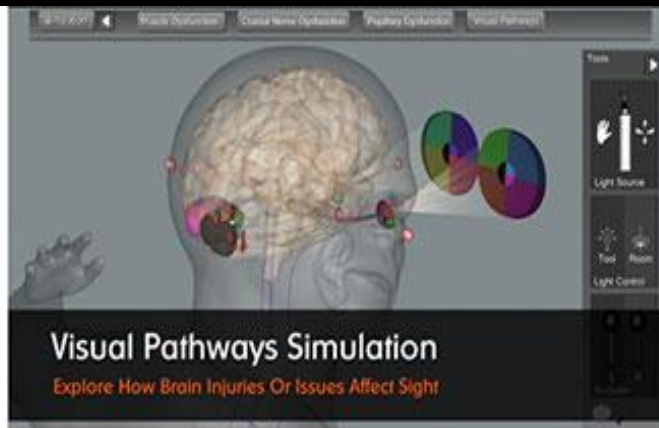 Muscle Dysfunction
Cranial Nerve Dysfunction
Pupillary Dysfunction
Visual Pathways
Tools
Light Source
Tool Room
Light Control
Visual Pathways Simulation
Explore How Brain Injuries Or Issues Affect Sight